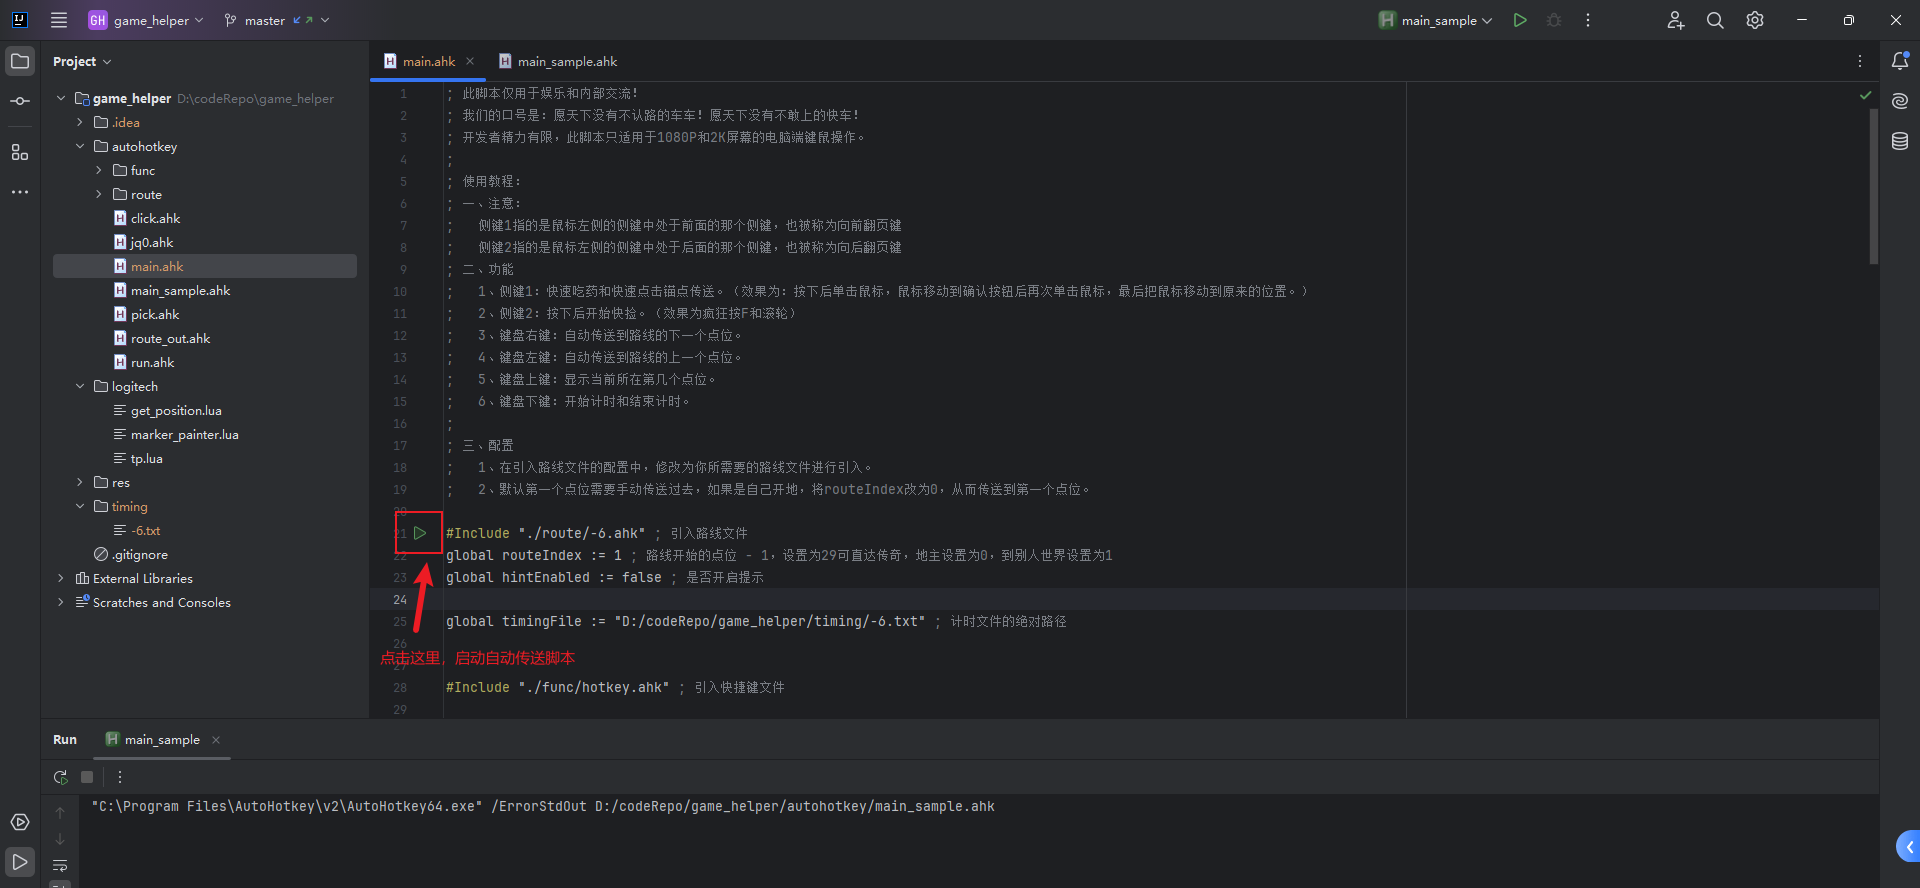 GH game_helper master main_sample
Project
game_helper D:\codeRepo\game_helper
.idea
autohotkey
func
route
click.ahk
jq0.ahk
main.ahk
main_sample.ahk
pick.ahk
route_out.ahk
run.ahk
logitech
get_position.lua
marker_painter.lua
tp.lua
res
timing
-6.txt
.gitignore
External Libraries
Scratches and Consoles
main.ahk main_sample.ahk
1 ; 此脚本仅用于娱乐和内部交流!
2 ; 我们的口号是: 愿天下没有不认路的车车! 愿天下没有不敢上的快车!
3 ; 开发者精力有限，此脚本只适用于1080P和2K屏幕的电脑端键鼠操作。
4 ;
5 ; 使用教程:
6 ; 一、注意:
7 ; 侧键1指的是鼠标左侧的侧键中处于前面的那个侧键，也被称为向前翻页键
8 ; 侧键2指的是鼠标左侧的侧键中处于后面的那个侧键，也被称为向后翻页键
9 ; 二、功能
10 ; 1、侧键1: 快速吃药和快速点击锚点传送。（效果为: 按下后单击鼠标，鼠标移动到确认按钮后再次单击鼠标，最后把鼠标移动到原来的位置。）
11 ; 2、侧键2: 按下后开始快捡。（效果为疯狂按F和滚轮）
12 ; 3、键盘右键: 自动传送到路线的下一个点位。
13 ; 4、键盘左键: 自动传送到路线的上一个点位。
14 ; 5、键盘上键: 显示当前所在第几个点位。
15 ; 6、键盘下键: 开始计时和结束计时。
16 ;
17 ; 三、配置
18 ; 1、在引入路线文件的配置中，修改为你所需要的路线文件进行引入。
19 ; 2、默认第一个点位需要手动传送过去，如果是自己开地，将routeIndex改为0，从而传送到第一个点位。
20
21 #Include "./route/-6.ahk" ; 引入路线文件
22 global routeIndex := 1 ; 路线开始的点位 - 1，设置为29可直达传奇，地主设置为0，到别人世界设置为1
23 global hintEnabled := false ; 是否开启提示
24
25 global timingFile := "D:/codeRepo/game_helper/timing/-6.txt" ; 计时文件的绝对路径
26
点击这里，启动自动传送脚本
27
28 #Include "./func/hotkey.ahk" ; 引入快捷键文件
29
Run main_sample
"C:\Program Files\AutoHotkey\v2\AutoHotkey64.exe" /ErrorStdOut D:/codeRepo/game_helper/autohotkey/main_sample.ahk